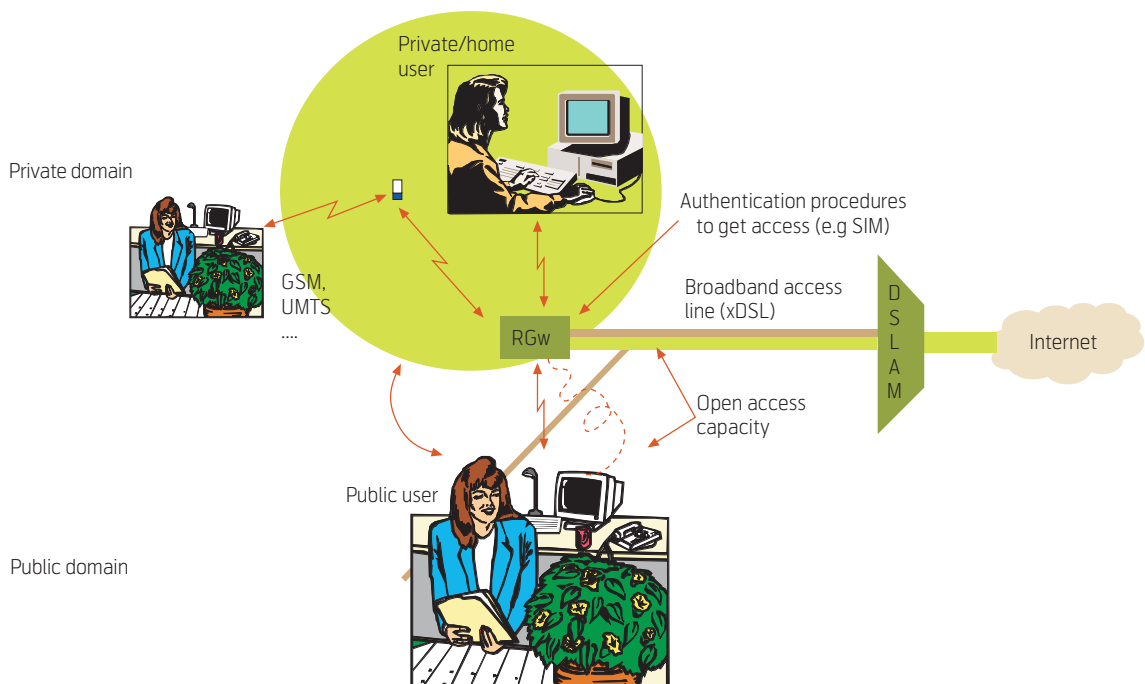 Private/home
user
Private domain
Authentication procedures
to get access (e.g SIM)
GSM,
UMTS
....
Broadband access
line (xDSL)
DSLAM
RGw
Internet
Open access
capacity
Public user
Public domain